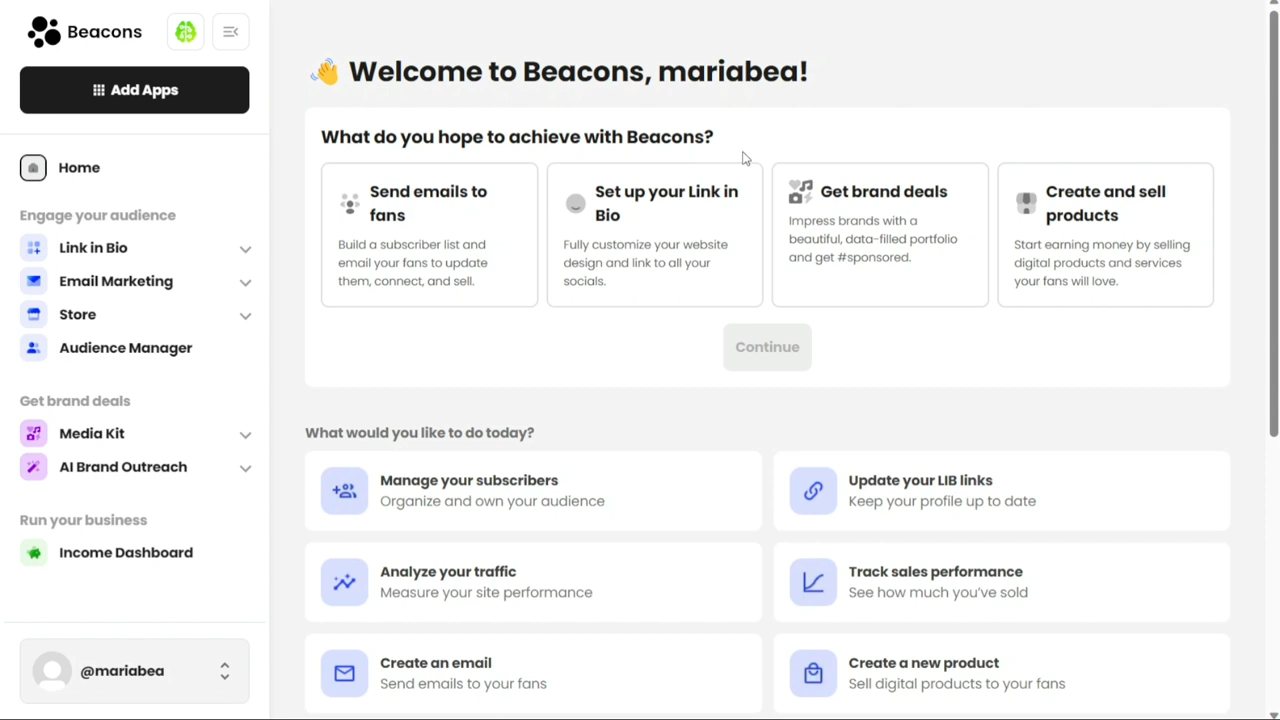 Beacons
Add Apps
Home
Engage your audience
Link in Bio
Email Marketing
Store
Audience Manager
Get brand deals
Media Kit
AI Brand Outreach
Run your business
Income Dashboard
@mariabea
Welcome to Beacons, mariabea!
What do you hope to achieve with Beacons?
Send emails to
fans
Build a subscriber list and
email your fans to update
them, connect, and sell.
Set up your Link in
Bio
Fully customize your website
design and link to all your
socials.
Get brand deals
Impress brands with a
beautiful, data-filled portfolio
and get #sponsored.
Create and sell
products
Start earning money by selling
digital products and services
your fans will love.
Continue
What would you like to do today?
Manage your subscribers
Organize and own your audience
Update your LIB links
Keep your profile up to date
Analyze your traffic
Measure your site performance
Track sales performance
See how much you've sold
Create an email
Send emails to your fans
Create a new product
Sell digital products to your fans